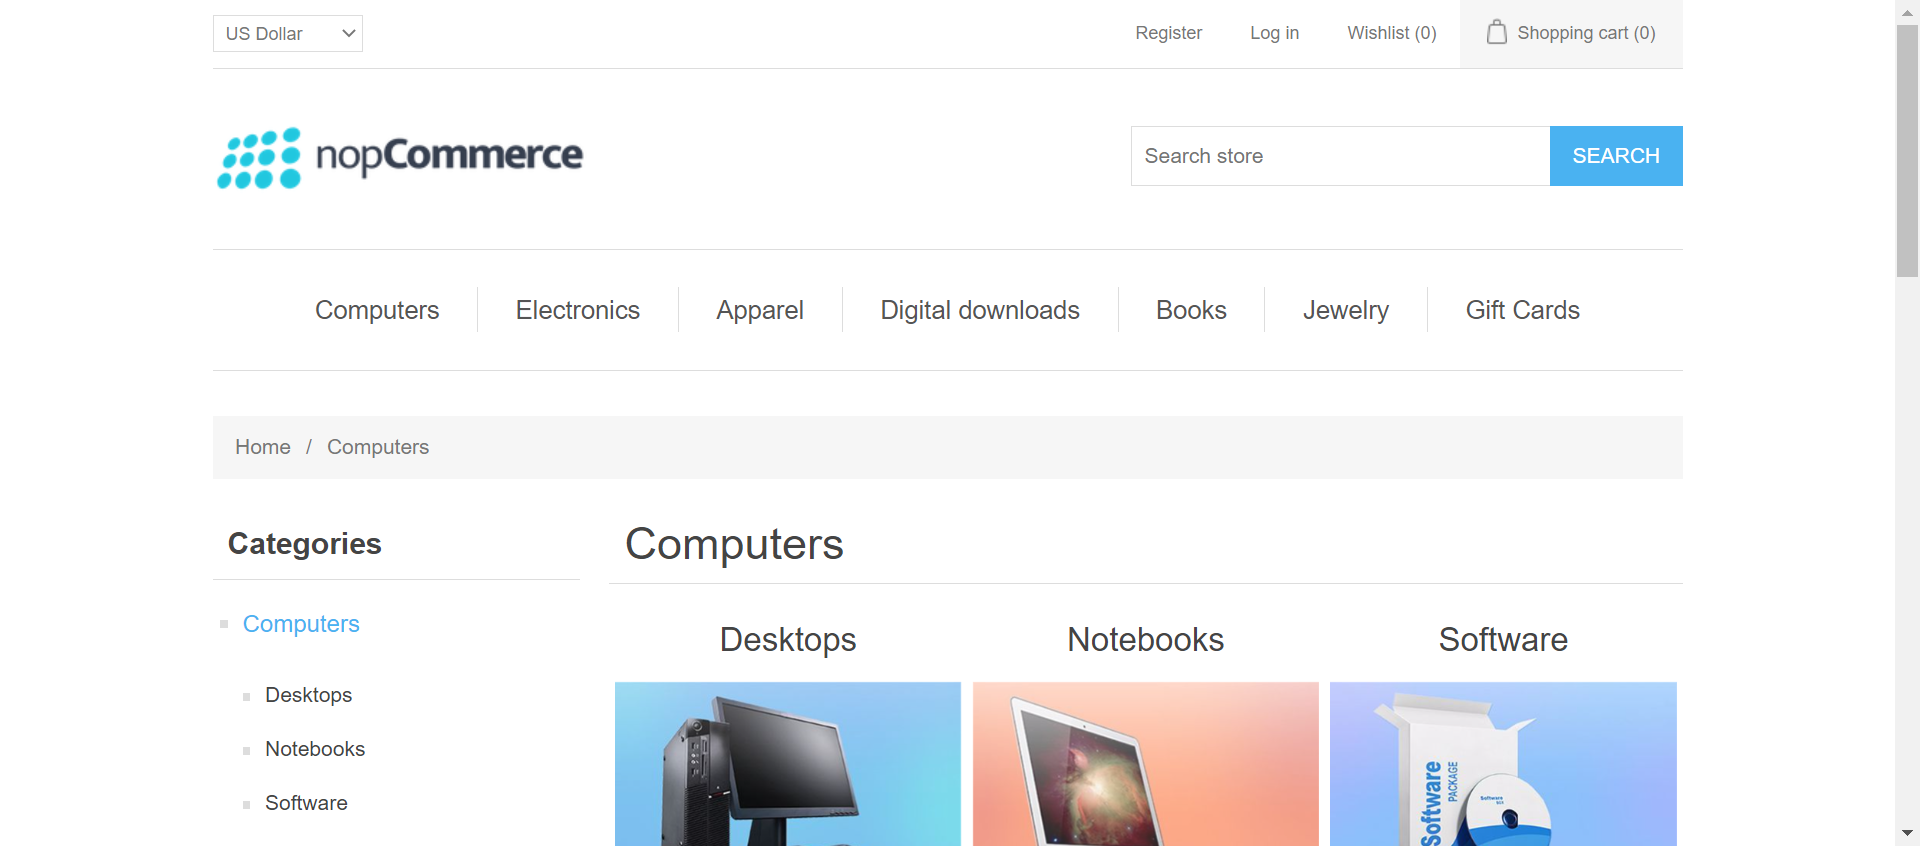 US Dollar
Register
Log in
Wishlist (0)
Shopping cart (0)
nopCommerce
Search store
SEARCH
Computers
Electronics
Apparel
Digital downloads
Books
Jewelry
Gift Cards
Home / Computers
Categories
Computers
Desktops
Notebooks
Software
Computers
Desktops
Notebooks
Software
Software
PACKAGE
Software